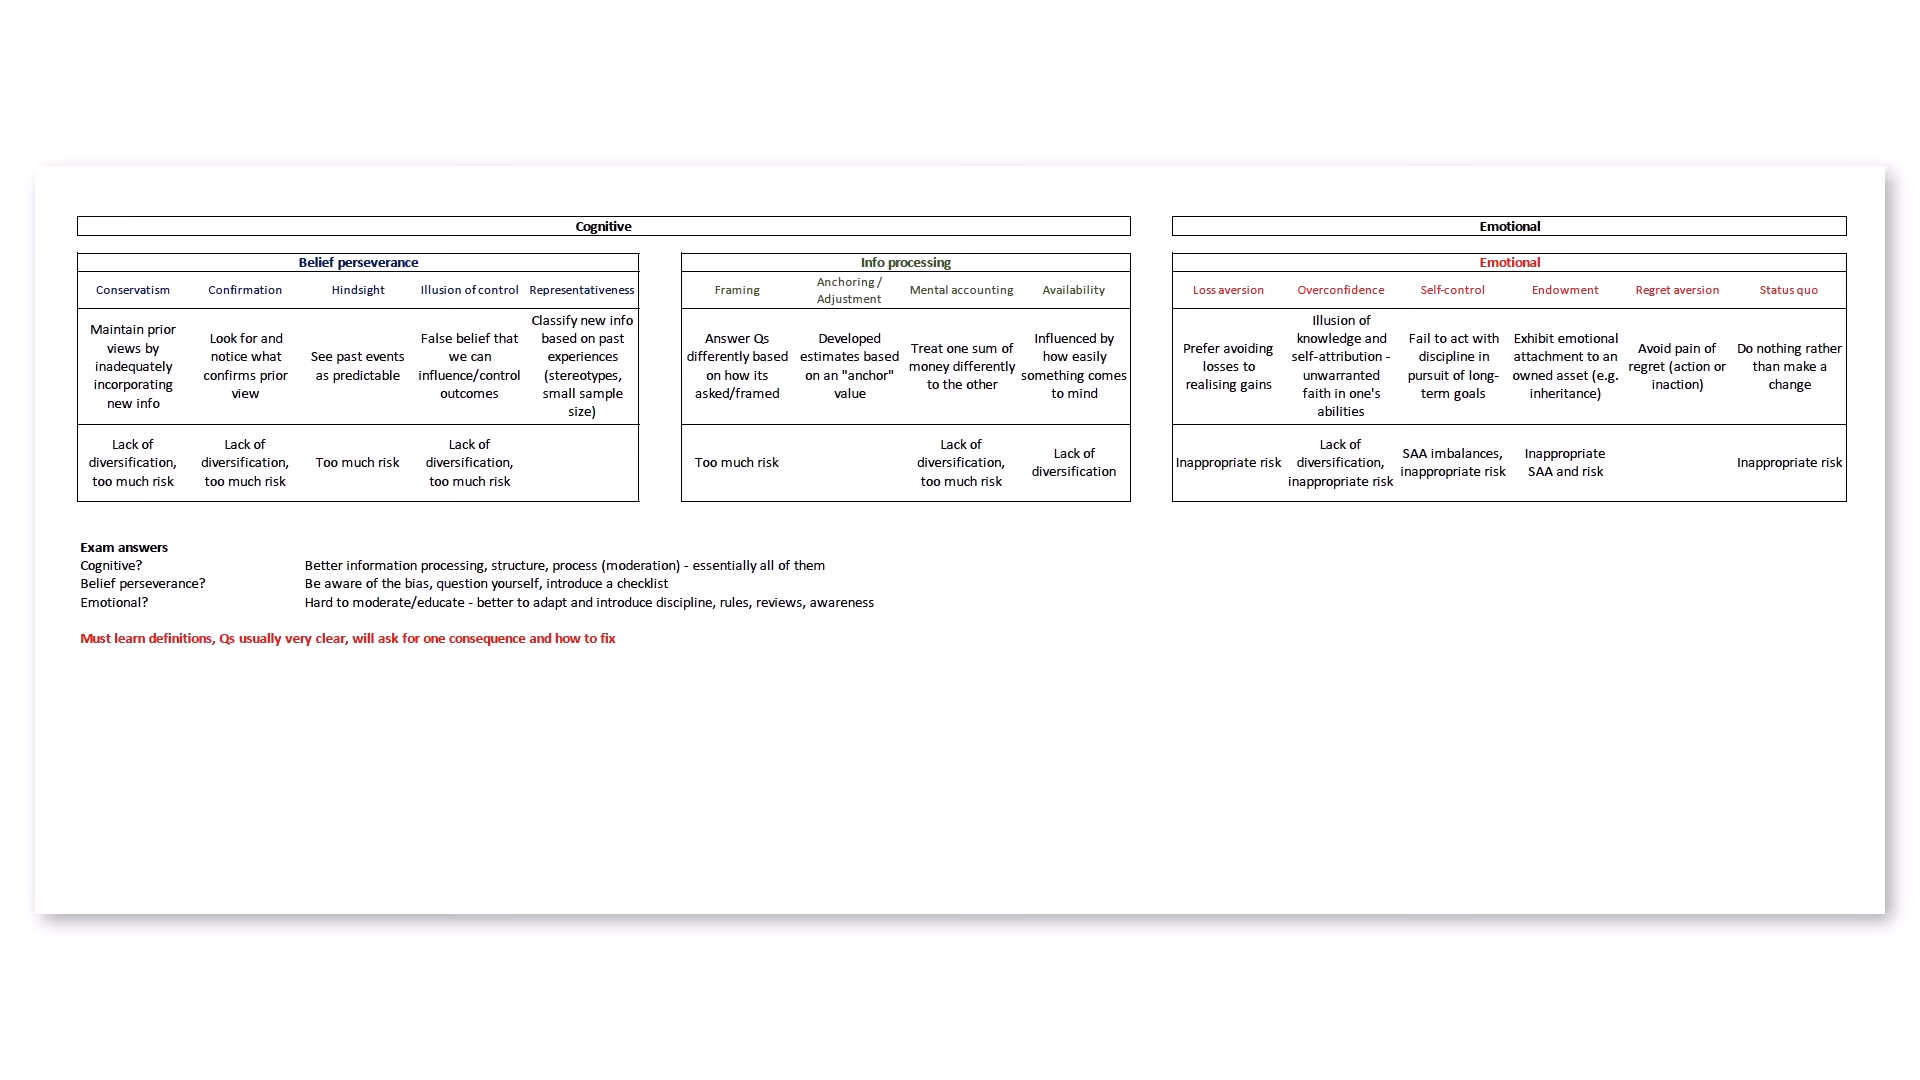 Cognitive
Emotional
Belief perseverance
Info processing
Emotional
Conservatism
Confirmation
Hindsight
Illusion of control
Representativeness
Framing
Anchoring /
Adjustment
Mental accounting
Availability
Loss aversion
Overconfidence
Self-control
Endowment
Regret aversion
Status quo
Maintain prior
views by
inadequately
incorporating
new info
Look for and
notice what
confirms prior
view
See past events
as predictable
False belief that
we can
influence/control
outcomes
Classify new info
based on past
experiences
(stereotypes,
small sample
size)
Answer Qs
differently based
on how its
asked/framed
Developed
estimates based
on an "anchor"
value
Treat one sum of
money differently
to the other
Influenced by
how easily
something comes
to mind
Prefer avoiding
losses to
realising gains
Illusion of
knowledge and
self-attribution -
unwarranted
faith in one's
abilities
Fail to act with
discipline in
pursuit of long-
term goals
Exhibit emotional
attachment to an
owned asset (e.g.
inheritance)
Avoid pain of
regret (action or
inaction)
Do nothing rather
than make a
change
Lack of
diversification,
too much risk
Lack of
diversification,
too much risk
Too much risk
Lack of
diversification,
too much risk
Too much risk
Lack of
diversification,
too much risk
Lack of
diversification
Inappropriate risk
Lack of
diversification,
inappropriate risk
SAA imbalances,
inappropriate risk
Inappropriate
SAA and risk
Inappropriate risk
Exam answers
Cognitive? Better information processing, structure, process (moderation) - essentially all of them
Belief perseverance? Be aware of the bias, question yourself, introduce a checklist
Emotional? Hard to moderate/educate - better to adapt and introduce discipline, rules, reviews, awareness
Must learn definitions, Qs usually very clear, will ask for one consequence and how to fix